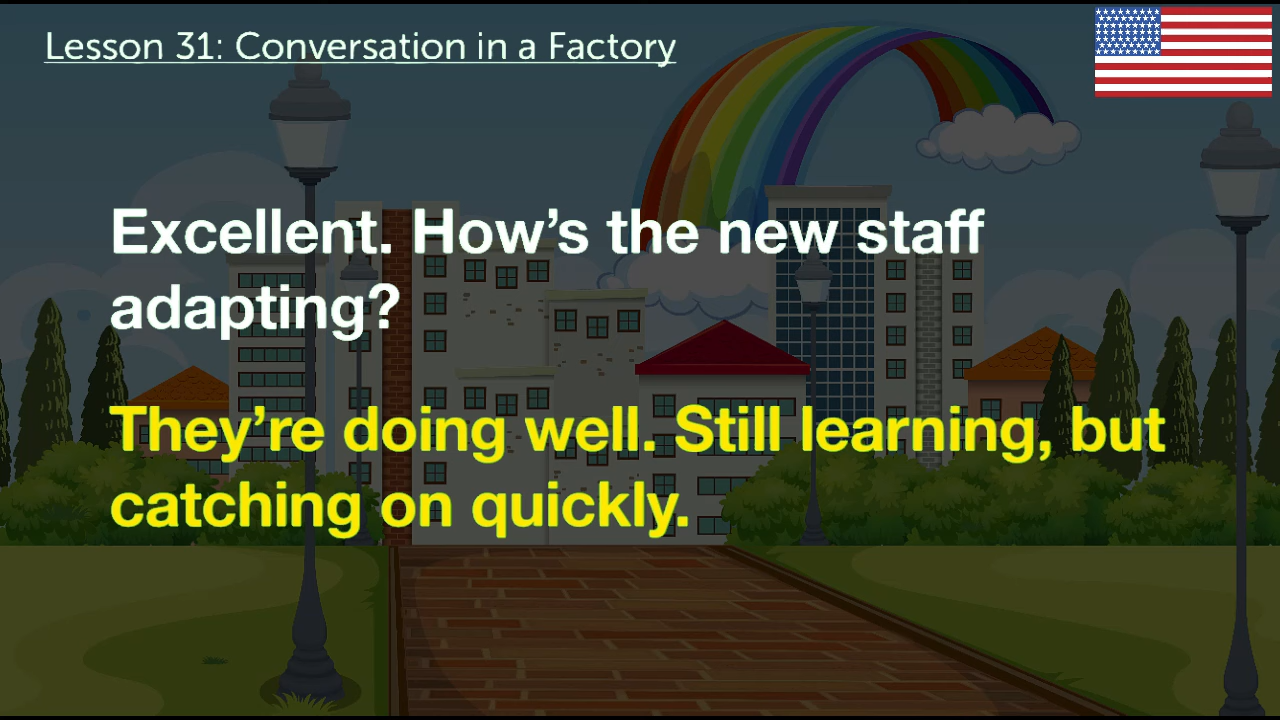 Lesson 31: Conversation in a Factory
Excellent. How’s the new staff
adapting?
They’re doing well. Still learning, but
catching on quickly.